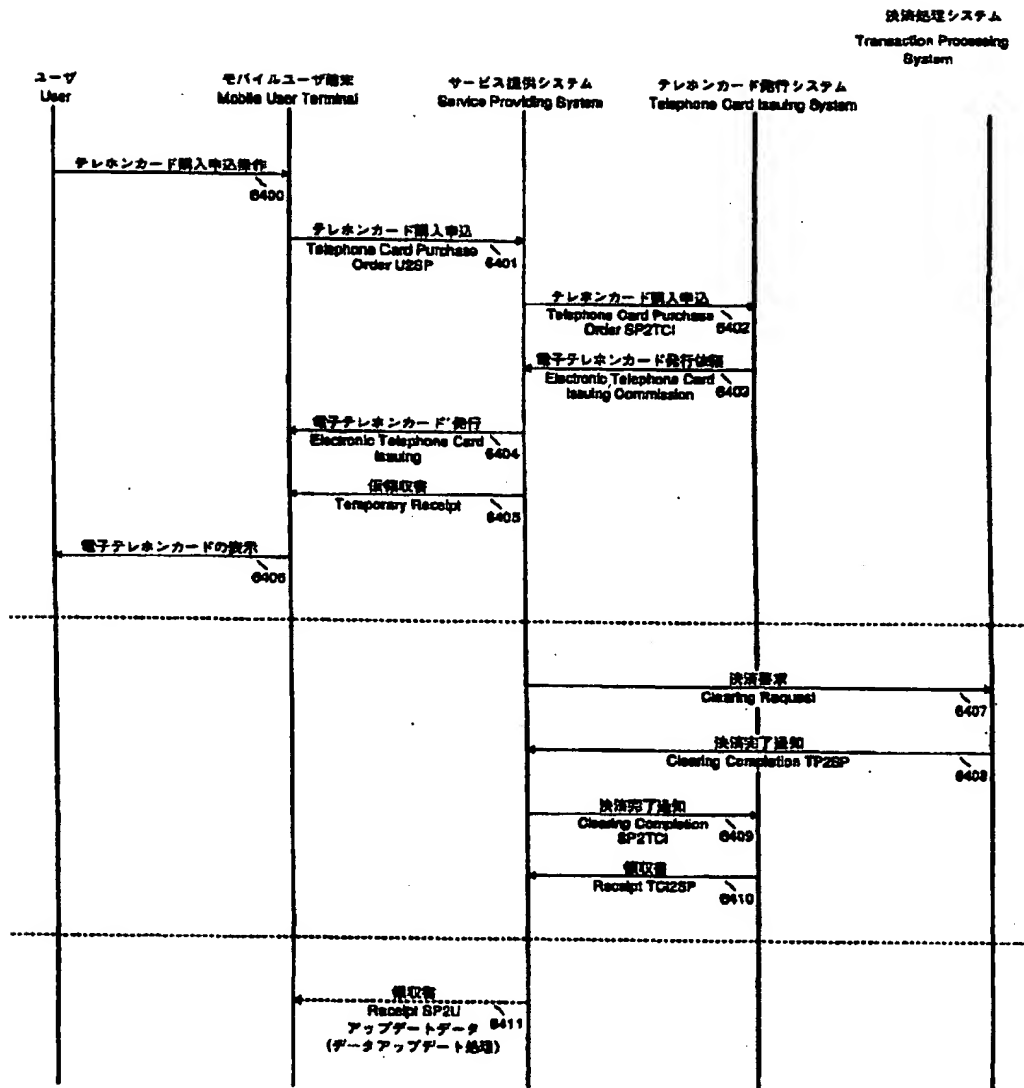 決済処理システム
Transaction Processing
System
ユーザ
User
モバイルユーザ端末
Mobile User Terminal
サービス提供システム
Service Providing System
テレホンカード発行システム
Telephone Card Issuing System
テレホンカード購入申込操作
6400
テレホンカード購入申込
Telephone Card Purchase
Order U2SP
6401
テレホンカード購入申込
Telephone Card Purchase
Order SP2TCI
6402
電子テレホンカード発行依頼
Electronic Telephone Card
Issuing Commission
6403
電子テレホンカード発行
Electronic Telephone Card
Issuing
6404
仮領収書
Temporary Receipt
6405
電子テレホンカードの表示
6406
決済要求
Clearing Request
6407
決済完了通知
Clearing Completion TP2SP
6408
決済完了通知
Clearing Completion
SP2TCI
6409
領収書
Receipt TCI2SP
6410
領収書
Receipt SP2U
6411
アップデートデータ
(データアップデート処理)